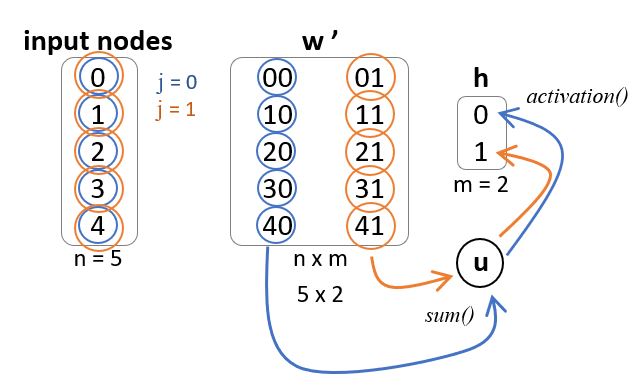 input nodes
0
1
2
3
4
n = 5
j = 0
j = 1
w ’
00 01
10 11
20 21
30 31
40 41
n x m
5 x 2
h
0
1
m = 2
activation()
u
sum()